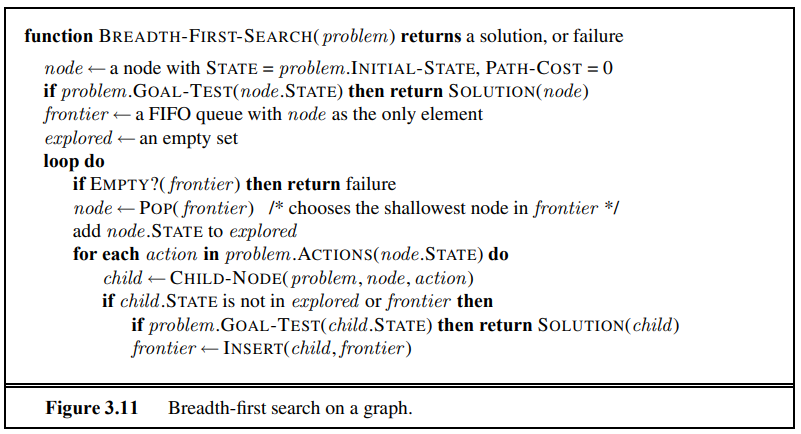 function BREADTH-FIRST-SEARCH(problem) returns a solution, or failure
node ← a node with STATE = problem.INITIAL-STATE, PATH-COST = 0
if problem.GOAL-TEST(node.STATE) then return SOLUTION(node)
frontier ← a FIFO queue with node as the only element
explored ← an empty set
loop do
if EMPTY?(frontier) then return failure
node ← POP(frontier) /* chooses the shallowest node in frontier */
add node.STATE to explored
for each action in problem.ACTIONS(node.STATE) do
child ← CHILD-NODE(problem, node, action)
if child.STATE is not in explored or frontier then
if problem.GOAL-TEST(child.STATE) then return SOLUTION(child)
frontier ← INSERT(child, frontier)
Figure 3.11 Breadth-first search on a graph.